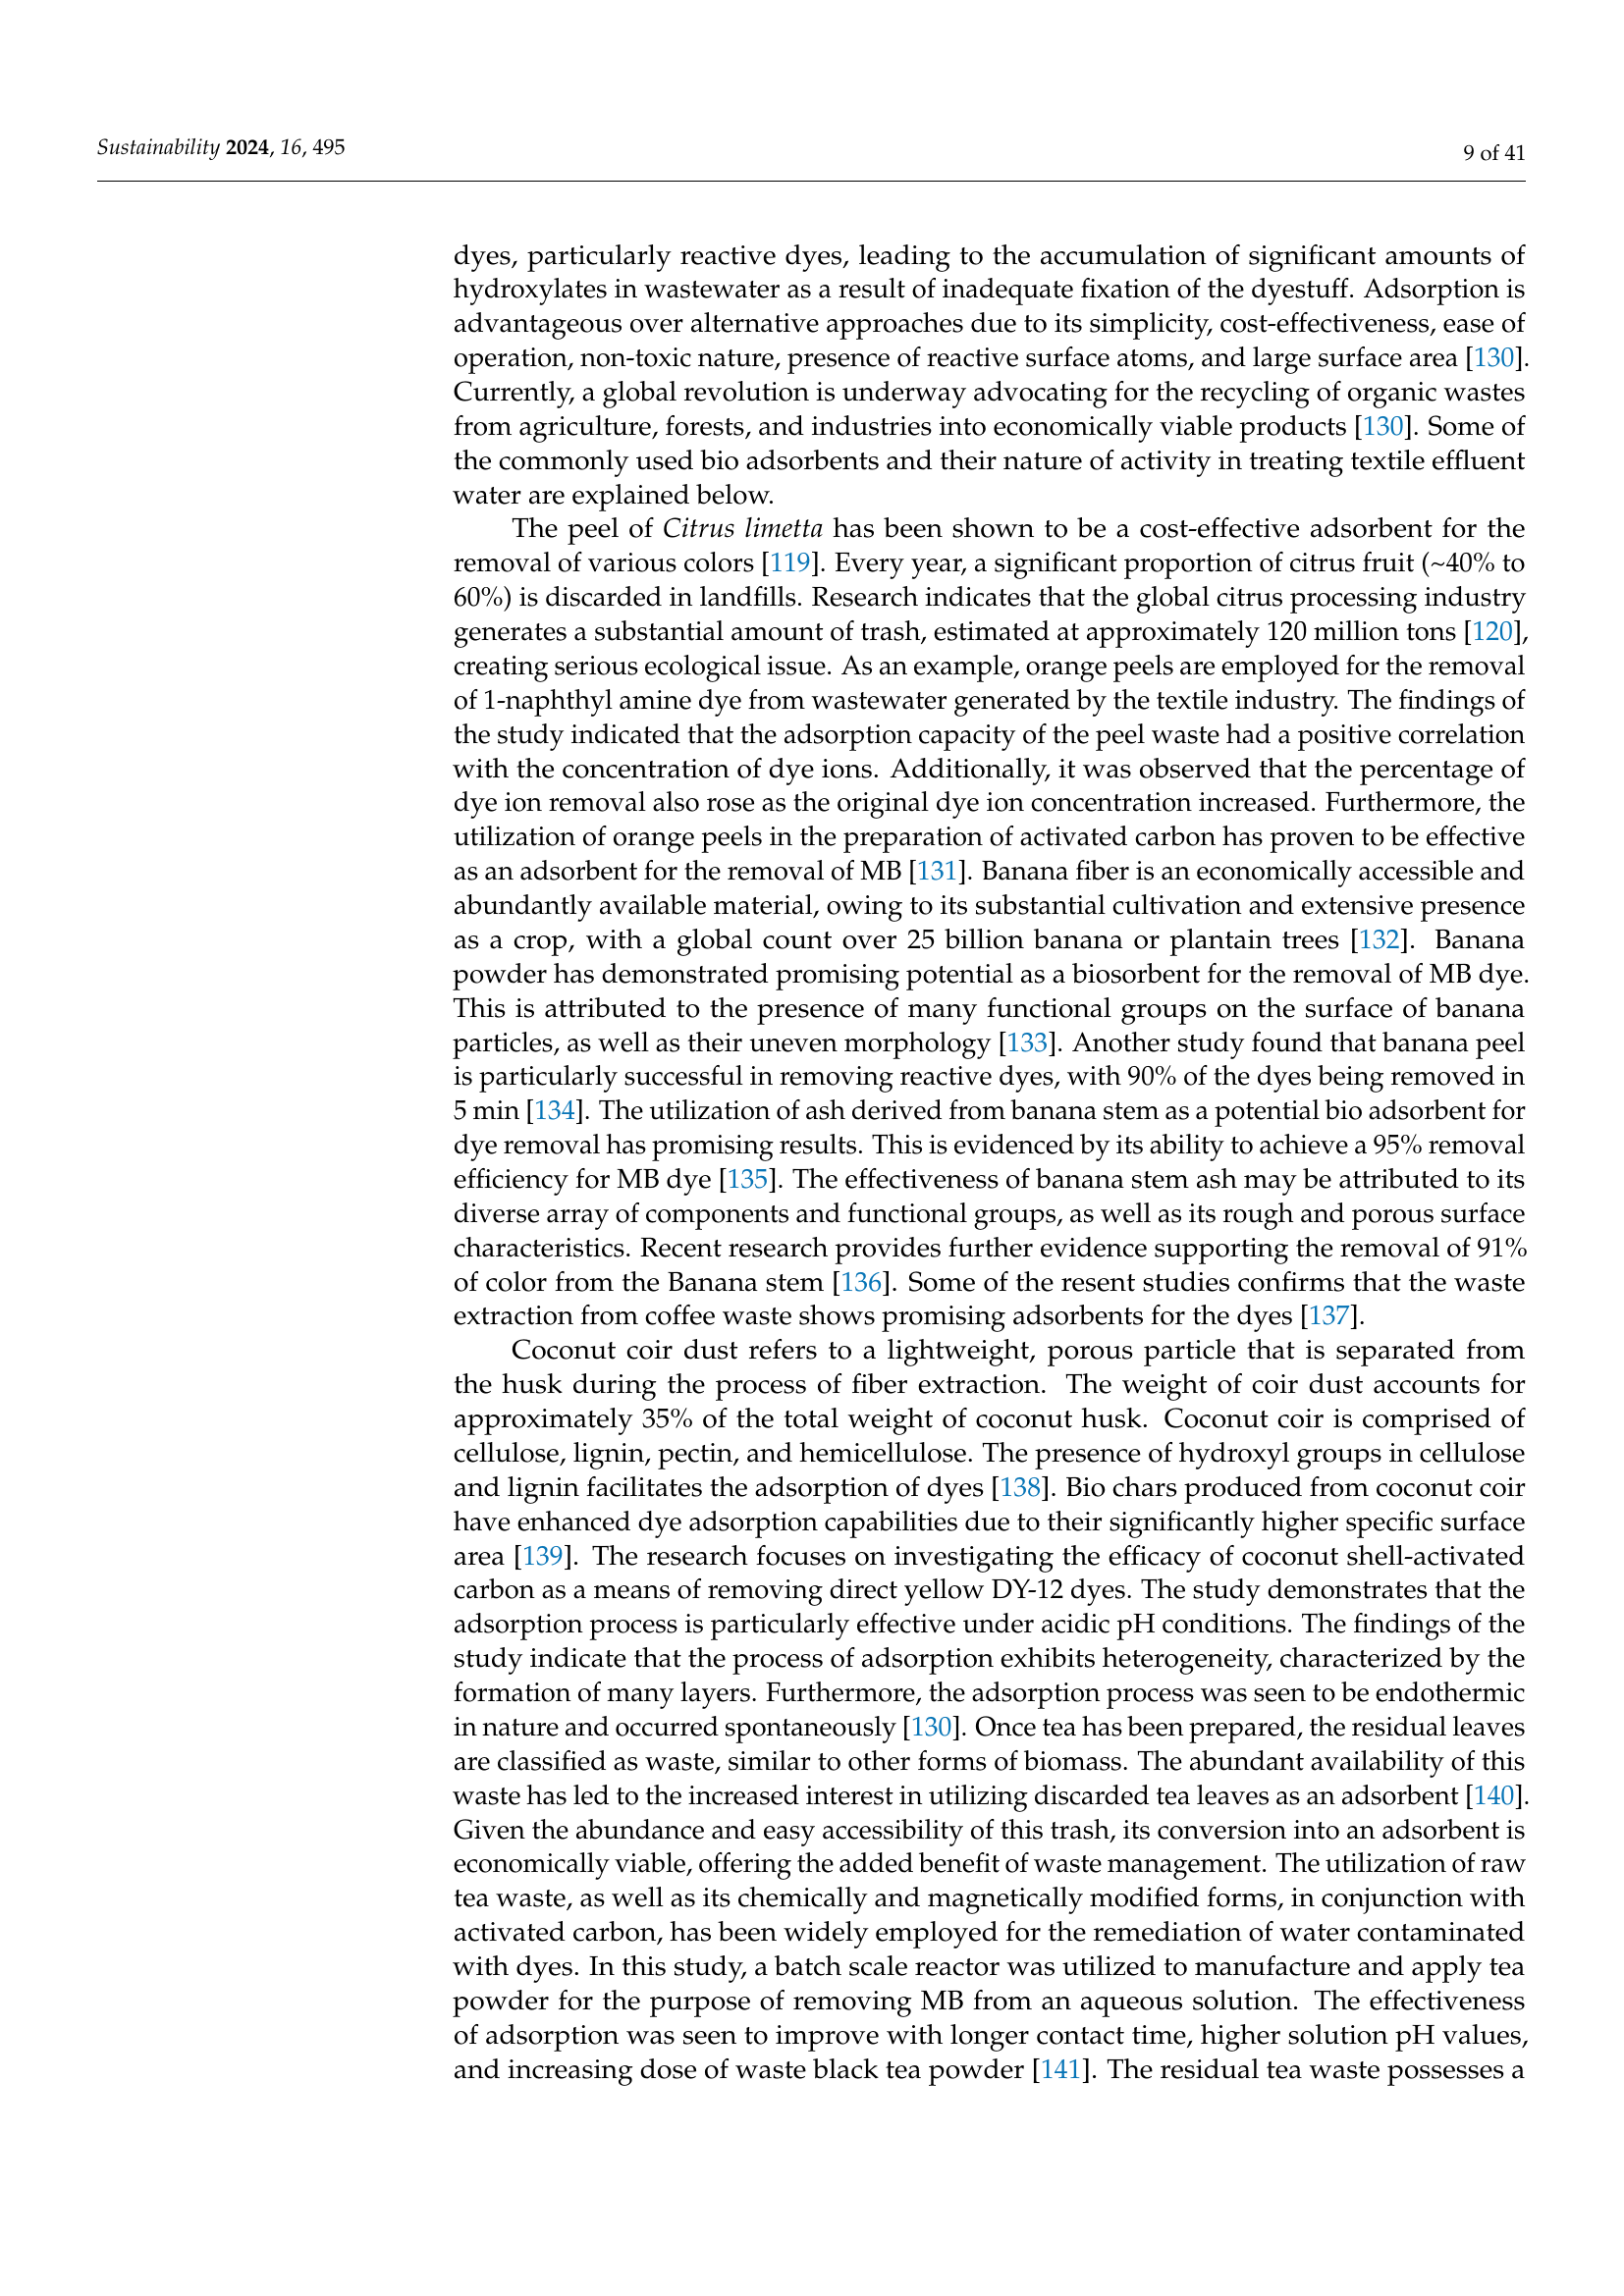 Sustainability 2024, 16, 495
9 of 41
dyes, particularly reactive dyes, leading to the accumulation of significant amounts of
hydroxylates in wastewater as a result of inadequate fixation of the dyestuff. Adsorption is
advantageous over alternative approaches due to its simplicity, cost-effectiveness, ease of
operation, non-toxic nature, presence of reactive surface atoms, and large surface area [130].
Currently, a global revolution is underway advocating for the recycling of organic wastes
from agriculture, forests, and industries into economically viable products [130]. Some of
the commonly used bio adsorbents and their nature of activity in treating textile effluent
water are explained below.
The peel of Citrus limetta has been shown to be a cost-effective adsorbent for the
removal of various colors [119]. Every year, a significant proportion of citrus fruit (~40% to
60%) is discarded in landfills. Research indicates that the global citrus processing industry
generates a substantial amount of trash, estimated at approximately 120 million tons [120],
creating serious ecological issue. As an example, orange peels are employed for the removal
of 1-naphthyl amine dye from wastewater generated by the textile industry. The findings of
the study indicated that the adsorption capacity of the peel waste had a positive correlation
with the concentration of dye ions. Additionally, it was observed that the percentage of
dye ion removal also rose as the original dye ion concentration increased. Furthermore, the
utilization of orange peels in the preparation of activated carbon has proven to be effective
as an adsorbent for the removal of MB [131]. Banana fiber is an economically accessible and
abundantly available material, owing to its substantial cultivation and extensive presence
as a crop, with a global count over 25 billion banana or plantain trees [132]. Banana
powder has demonstrated promising potential as a biosorbent for the removal of MB dye.
This is attributed to the presence of many functional groups on the surface of banana
particles, as well as their uneven morphology [133]. Another study found that banana peel
is particularly successful in removing reactive dyes, with 90% of the dyes being removed in
5 min [134]. The utilization of ash derived from banana stem as a potential bio adsorbent for
dye removal has promising results. This is evidenced by its ability to achieve a 95% removal
efficiency for MB dye [135]. The effectiveness of banana stem ash may be attributed to its
diverse array of components and functional groups, as well as its rough and porous surface
characteristics. Recent research provides further evidence supporting the removal of 91%
of color from the Banana stem [136]. Some of the resent studies confirms that the waste
extraction from coffee waste shows promising adsorbents for the dyes [137].
Coconut coir dust refers to a lightweight, porous particle that is separated from
the husk during the process of fiber extraction. The weight of coir dust accounts for
approximately 35% of the total weight of coconut husk. Coconut coir is comprised of
cellulose, lignin, pectin, and hemicellulose. The presence of hydroxyl groups in cellulose
and lignin facilitates the adsorption of dyes [138]. Bio chars produced from coconut coir
have enhanced dye adsorption capabilities due to their significantly higher specific surface
area [139]. The research focuses on investigating the efficacy of coconut shell-activated
carbon as a means of removing direct yellow DY-12 dyes. The study demonstrates that the
adsorption process is particularly effective under acidic pH conditions. The findings of the
study indicate that the process of adsorption exhibits heterogeneity, characterized by the
formation of many layers. Furthermore, the adsorption process was seen to be endothermic
in nature and occurred spontaneously [130]. Once tea has been prepared, the residual leaves
are classified as waste, similar to other forms of biomass. The abundant availability of this
waste has led to the increased interest in utilizing discarded tea leaves as an adsorbent [140].
Given the abundance and easy accessibility of this trash, its conversion into an adsorbent is
economically viable, offering the added benefit of waste management. The utilization of raw
tea waste, as well as its chemically and magnetically modified forms, in conjunction with
activated carbon, has been widely employed for the remediation of water contaminated
with dyes. In this study, a batch scale reactor was utilized to manufacture and apply tea
powder for the purpose of removing MB from an aqueous solution. The effectiveness
of adsorption was seen to improve with longer contact time, higher solution pH values,
and increasing dose of waste black tea powder [141]. The residual tea waste possesses a